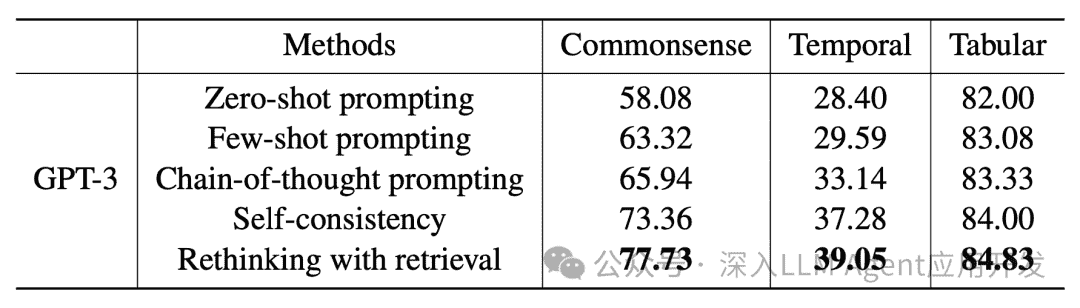 Methods Commonsense Temporal Tabular
Zero-shot prompting 58.08 28.40 82.00
Few-shot prompting 63.32 29.59 83.08
GPT-3 Chain-of-thought prompting 65.94 33.14 83.33
Self-consistency 73.36 37.28 84.00
Rethinking with retrieval 77.73 39.05 84.83
公众号 · 深入LLM Agent应用开发